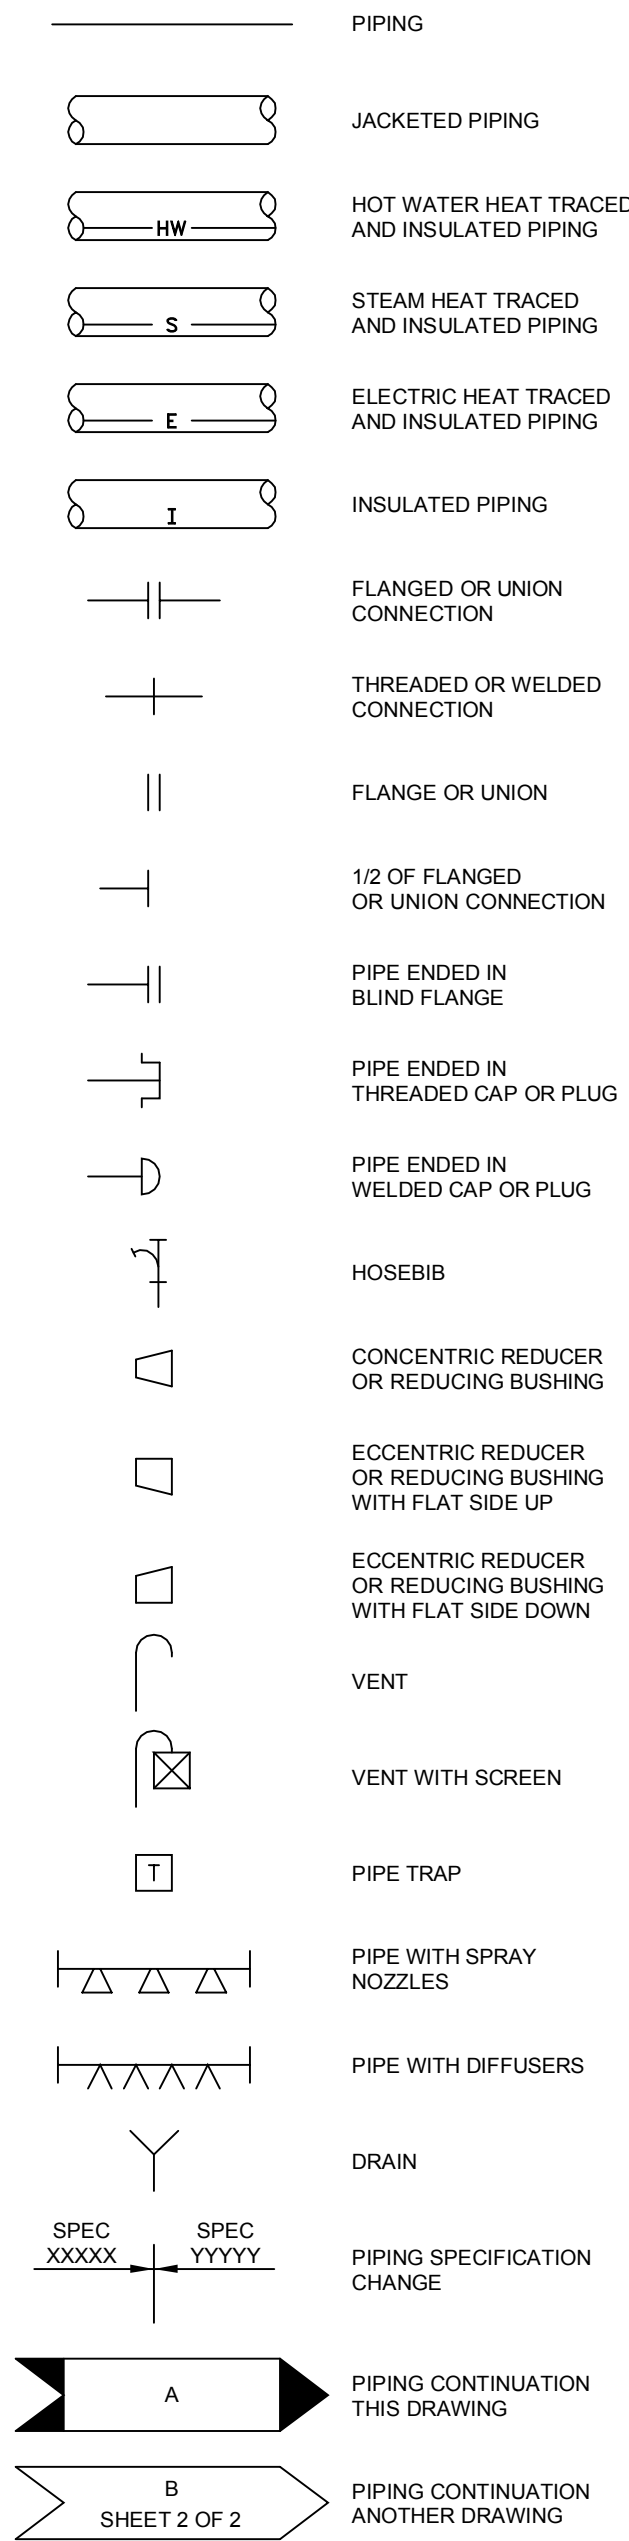 PIPING
JACKETED PIPING
HW
HOT WATER HEAT TRACED
AND INSULATED PIPING
S
STEAM HEAT TRACED
AND INSULATED PIPING
E
ELECTRIC HEAT TRACED
AND INSULATED PIPING
I
INSULATED PIPING
FLANGED OR UNION
CONNECTION
THREADED OR WELDED
CONNECTION
FLANGE OR UNION
1/2 OF FLANGED
OR UNION CONNECTION
PIPE ENDED IN
BLIND FLANGE
PIPE ENDED IN
THREADED CAP OR PLUG
PIPE ENDED IN
WELDED CAP OR PLUG
HOSEBIB
CONCENTRIC REDUCER
OR REDUCING BUSHING
ECCENTRIC REDUCER
OR REDUCING BUSHING
WITH FLAT SIDE UP
ECCENTRIC REDUCER
OR REDUCING BUSHING
WITH FLAT SIDE DOWN
VENT
VENT WITH SCREEN
T
PIPE TRAP
PIPE WITH SPRAY
NOZZLES
PIPE WITH DIFFUSERS
DRAIN
SPEC SPEC
XXXXX YYYYY
PIPING SPECIFICATION
CHANGE
A
PIPING CONTINUATION
THIS DRAWING
B
SHEET 2 OF 2
PIPING CONTINUATION
ANOTHER DRAWING